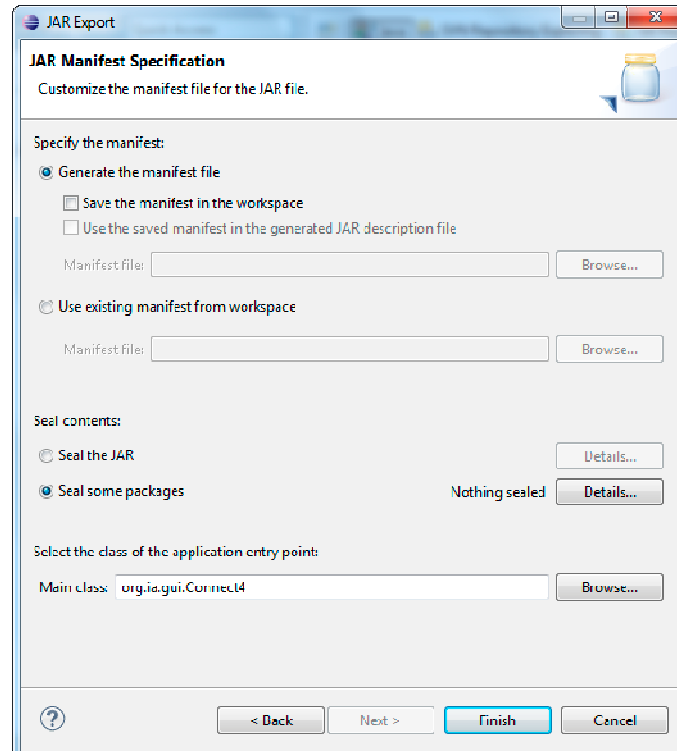 JAR Export
JAR Manifest Specification
Customize the manifest file for the JAR file.
Specify the manifest:
Generate the manifest file
Save the manifest in the workspace
Use the saved manifest in the generated JAR description file
Manifest file: Browse...
Use existing manifest from workspace
Manifest file: Browse...
Seal contents:
Seal the JAR Details...
Seal some packages Nothing sealed Details...
Select the class of the application entry point:
Main class: org.ia.gui.Connect4 Browse...
? < Back Next > Finish Cancel